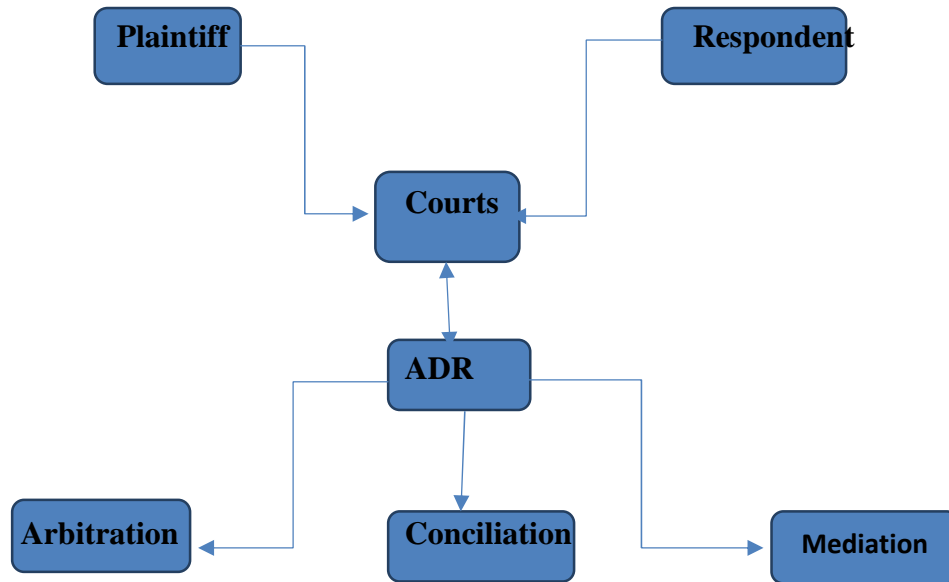 Plaintiff
Respondent
Courts
ADR
Arbitration
Conciliation
Mediation